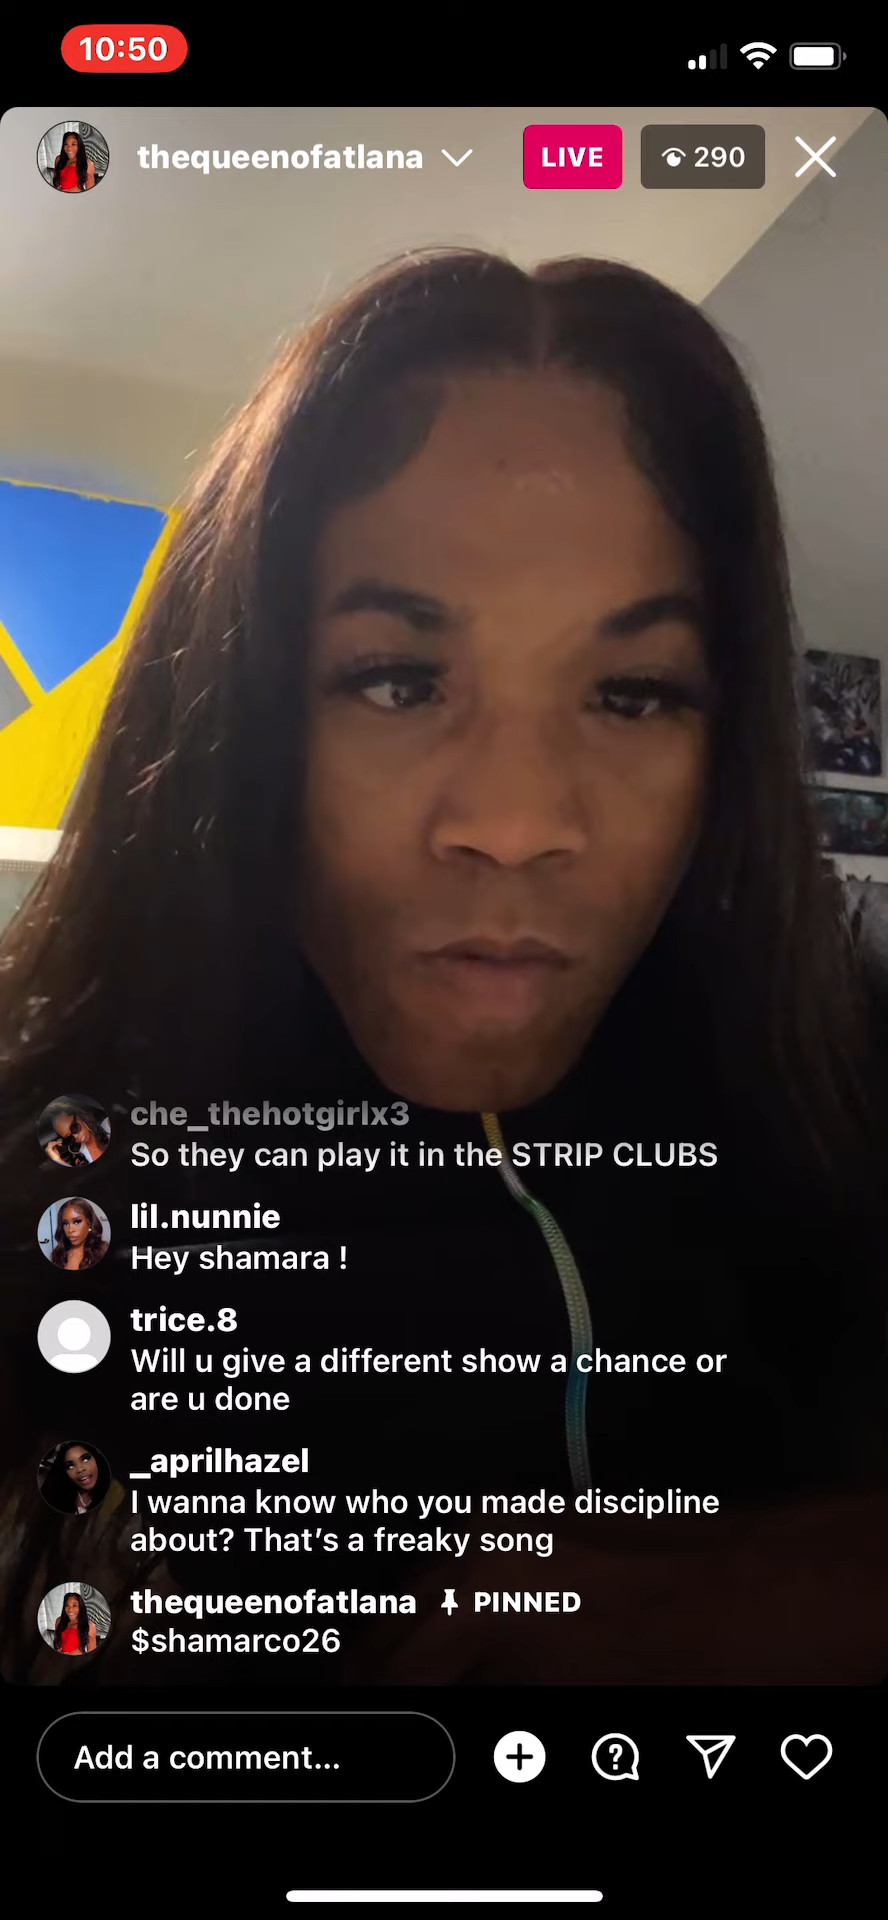 10:50
thequeenofatlana
LIVE
290
che_thehotgirlx3
So they can play it in the STRIP CLUBS
lil.nunnie
Hey shamara !
trice.8
Will u give a different show a chance or
are u done
_aprilhazel
I wanna know who you made discipline
about? That’s a freaky song
thequeenofatlana PINNED
$shamarco26
Add a comment...